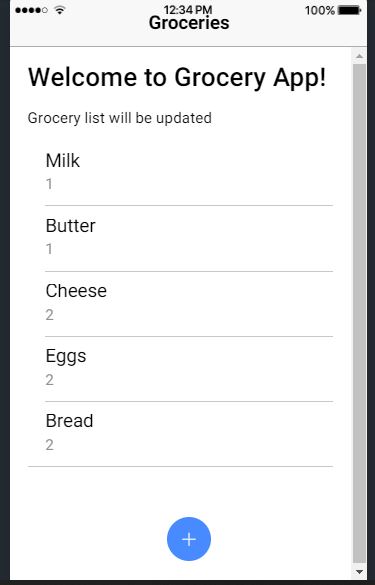 12:34 PM 100%
Groceries
Welcome to Grocery App!
Grocery list will be updated
Milk
1
Butter
1
Cheese
2
Eggs
2
Bread
2
+